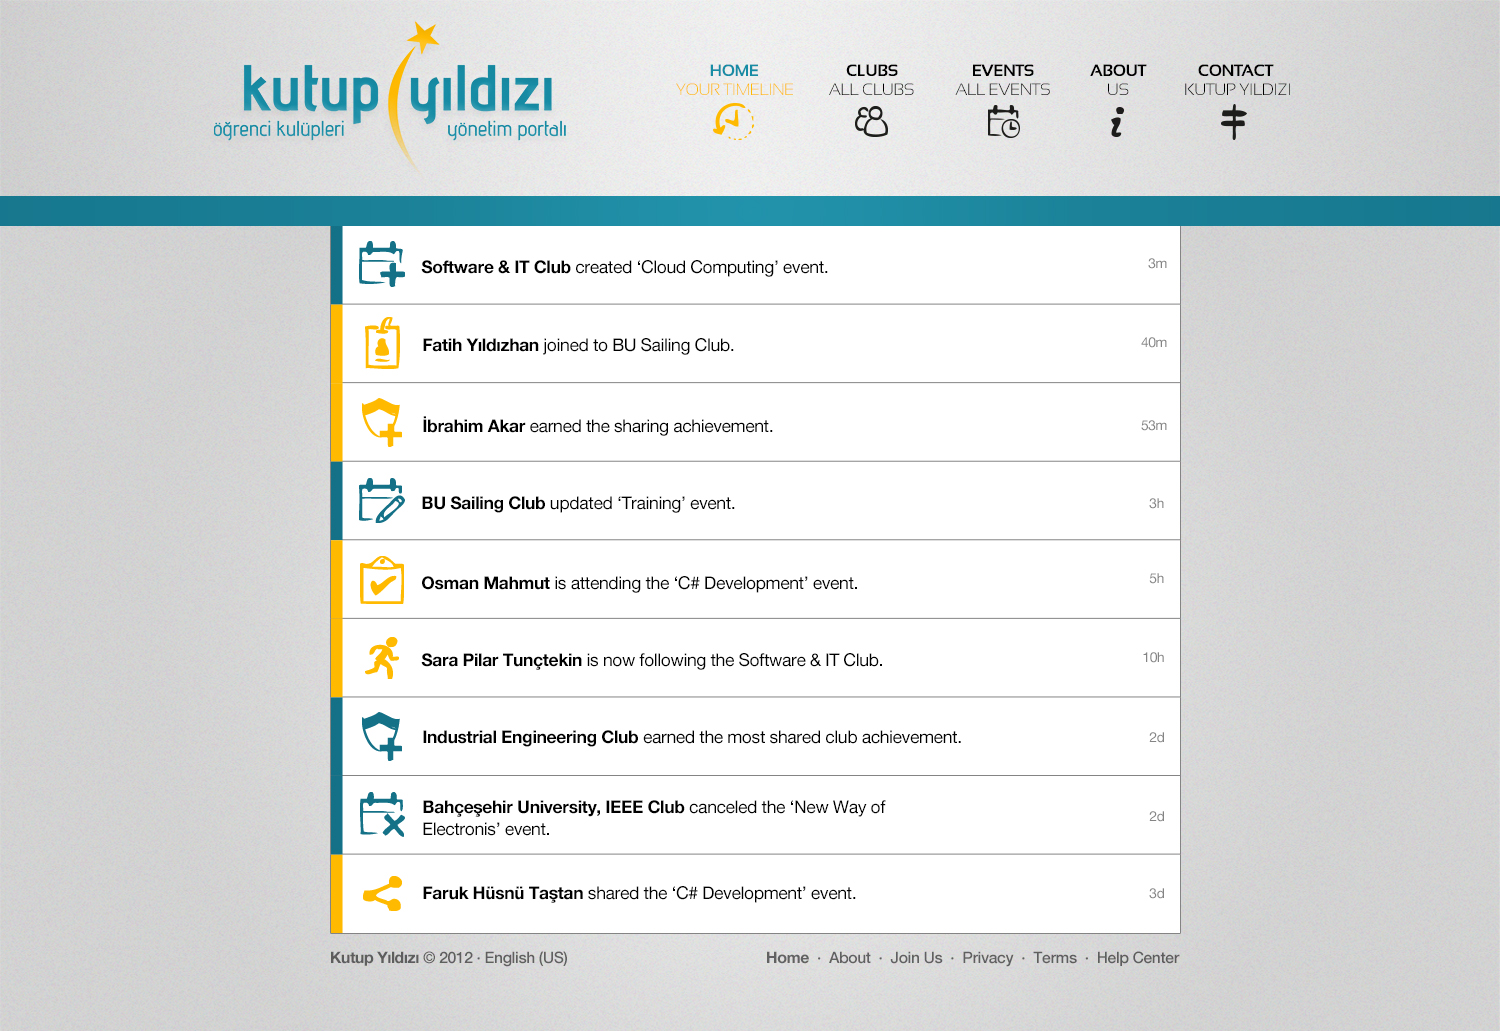 kutup yıldızı
öğrenci kulüpleri yönetim portalı
HOME CLUBS EVENTS ABOUT CONTACT
YOUR TIMELINE ALL CLUBS ALL EVENTS US KUTUP YILDIZI
Software & IT Club created ‘Cloud Computing’ event. 3m
Fatih Yıldızhan joined to BU Sailing Club. 40m
İbrahim Akar earned the sharing achievement. 53m
BU Sailing Club updated ‘Training’ event. 3h
Osman Mahmut is attending the ‘C# Development’ event. 5h
Sara Pilar Tunçtekin is now following the Software & IT Club. 10h
Industrial Engineering Club earned the most shared club achievement. 2d
Bahçeşehir University, IEEE Club canceled the ‘New Way of
Electronis’ event. 2d
Faruk Hüsnü Taştan shared the ‘C# Development’ event. 3d
Kutup Yıldızı © 2012 · English (US) Home · About · Join Us · Privacy · Terms · Help Center